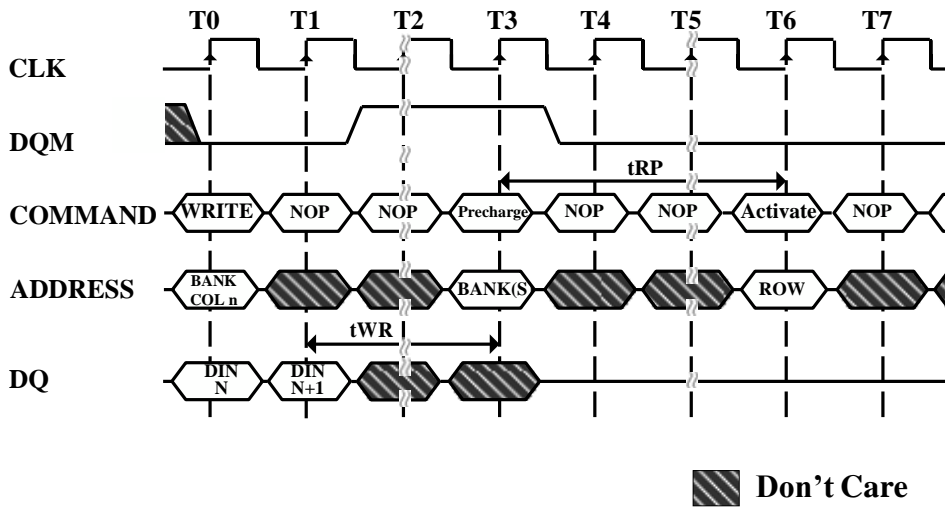 T0 T1 T2 T3 T4 T5 T6 T7
CLK
DQM
tRP
COMMAND WRITE NOP NOP Precharge NOP NOP Activate NOP
ADDRESS BANK COL n BANK(S ROW
tWR
DQ DIN N DIN N+1
Don't Care